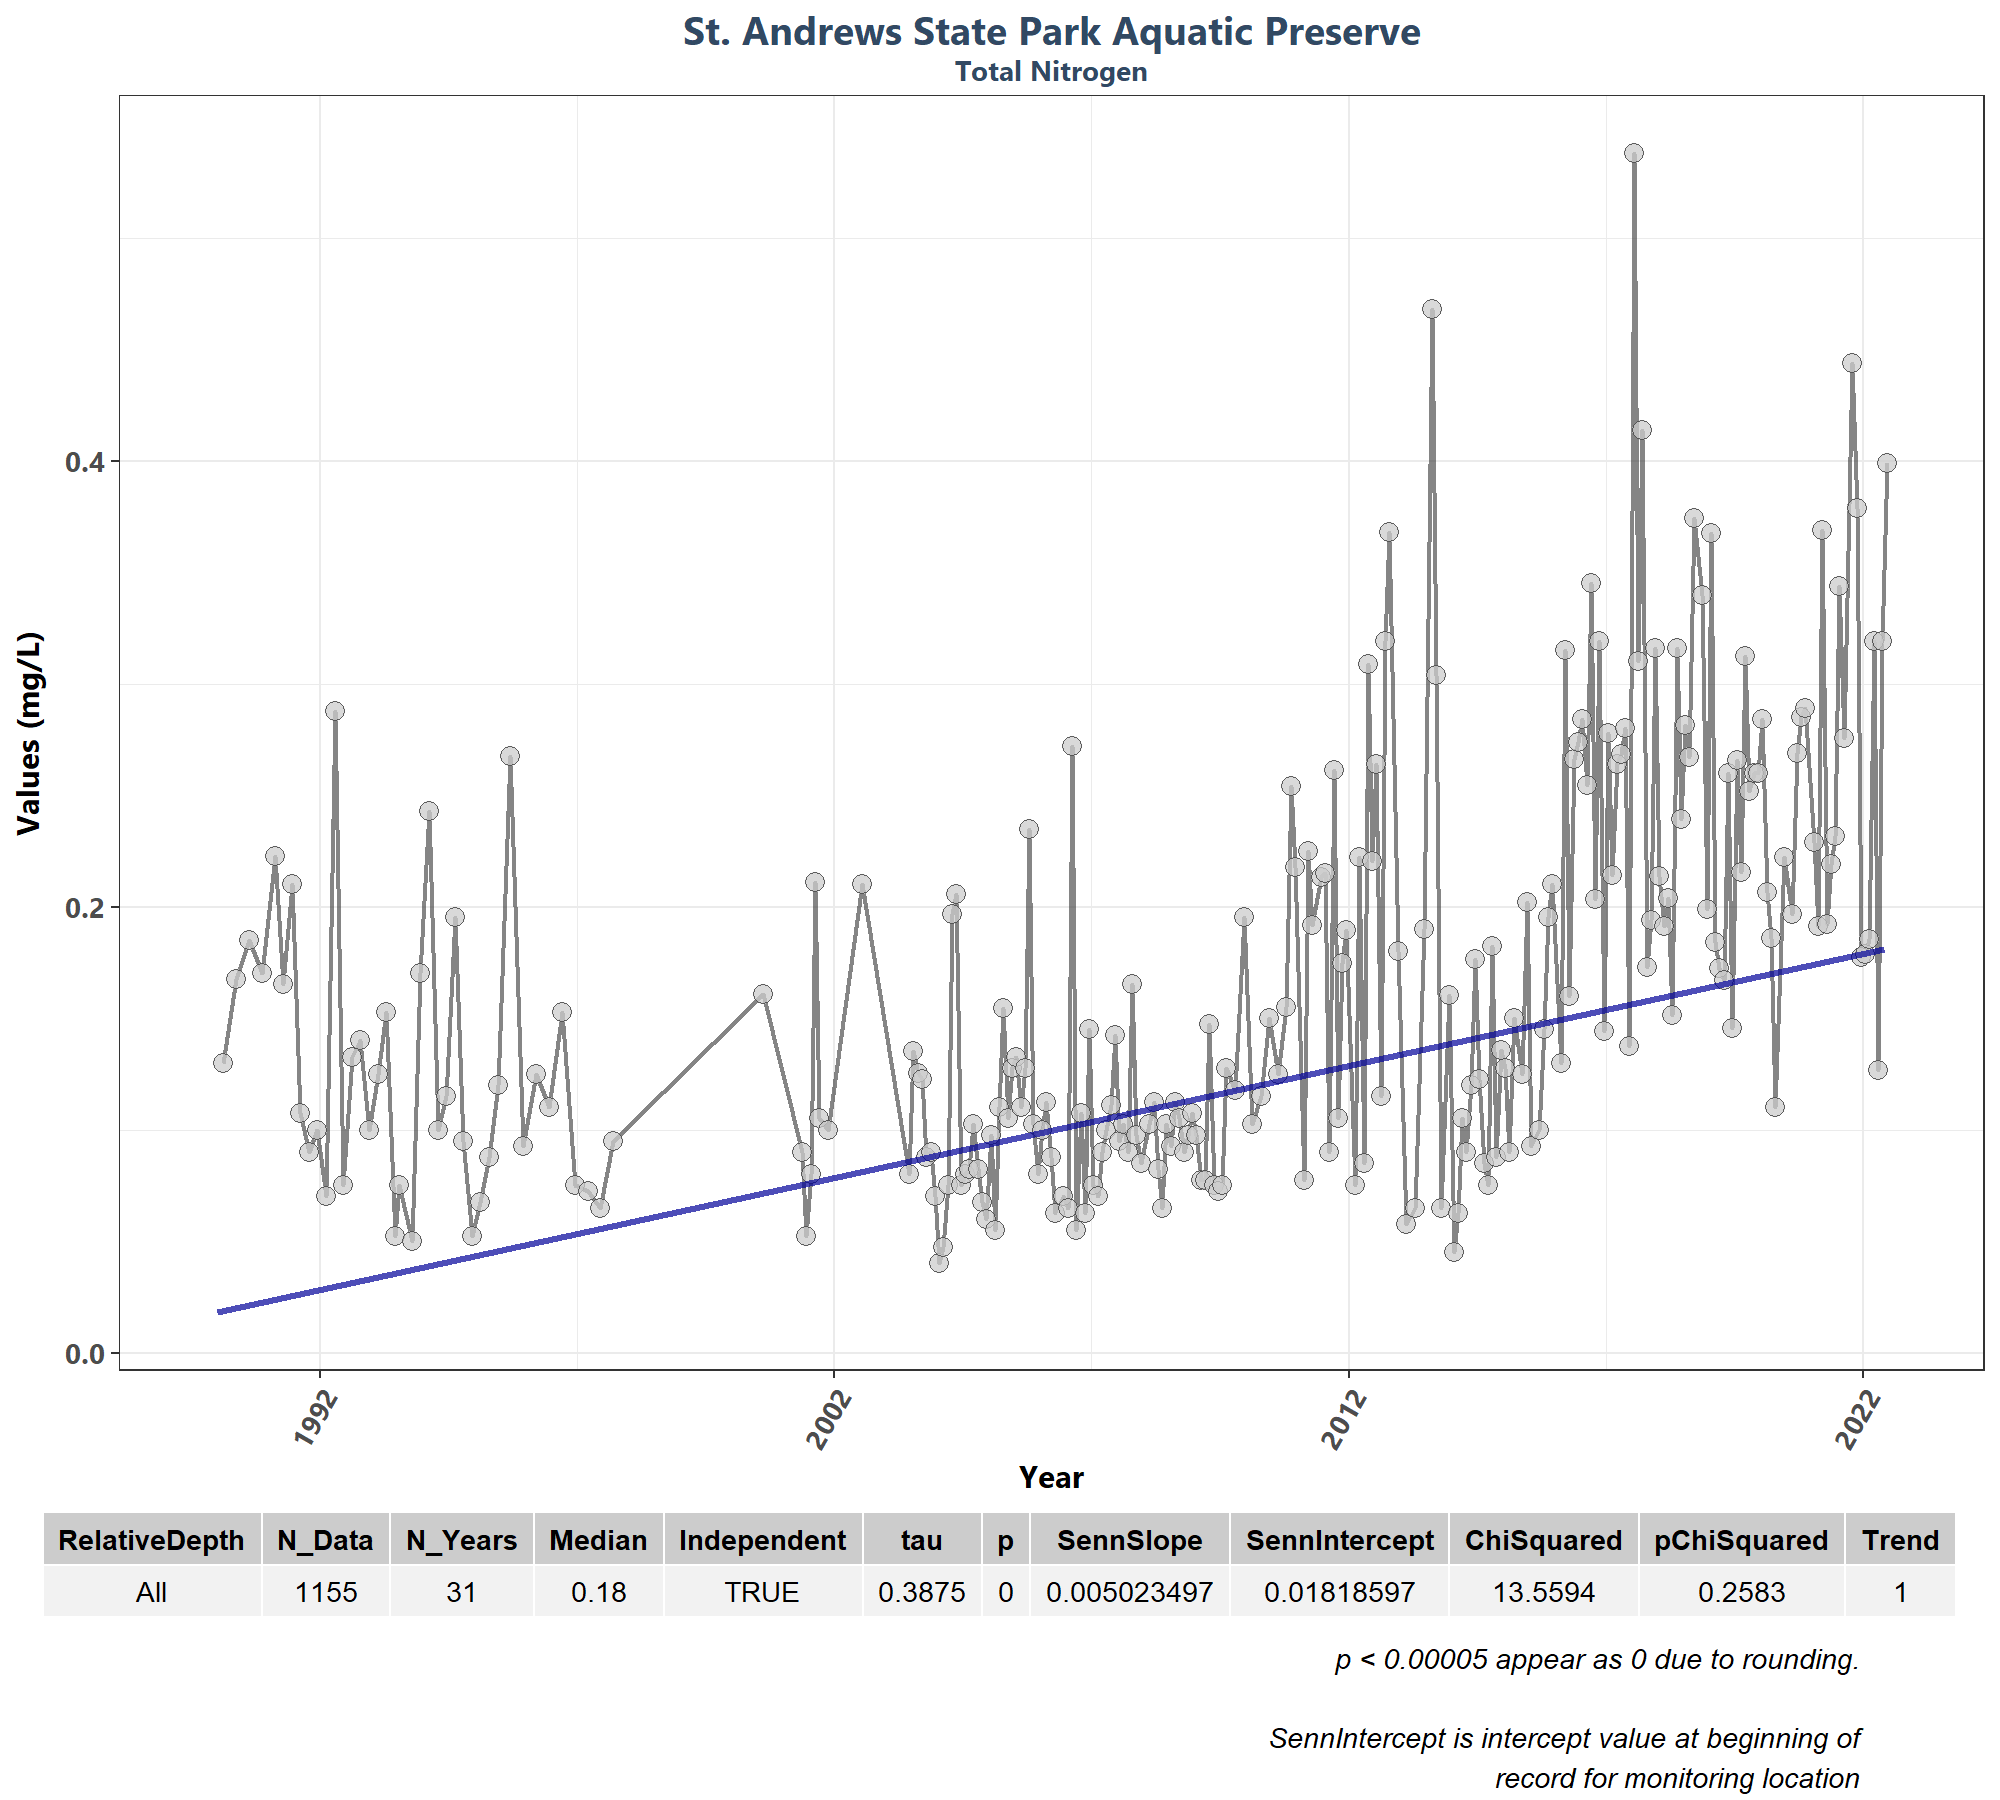 St. Andrews State Park Aquatic Preserve
Total Nitrogen
Values (mg/L)
0.4
0.2
0.0
1992 2002 2012 2022
Year
RelativeDepth N_Data N_Years Median Independent tau p SennSlope SennIntercept ChiSquared pChiSquared Trend
All 1155 31 0.18 TRUE 0.3875 0 0.005023497 0.01818597 13.5594 0.2583 1
p < 0.00005 appear as 0 due to rounding.
SennIntercept is intercept value at beginning of
record for monitoring location